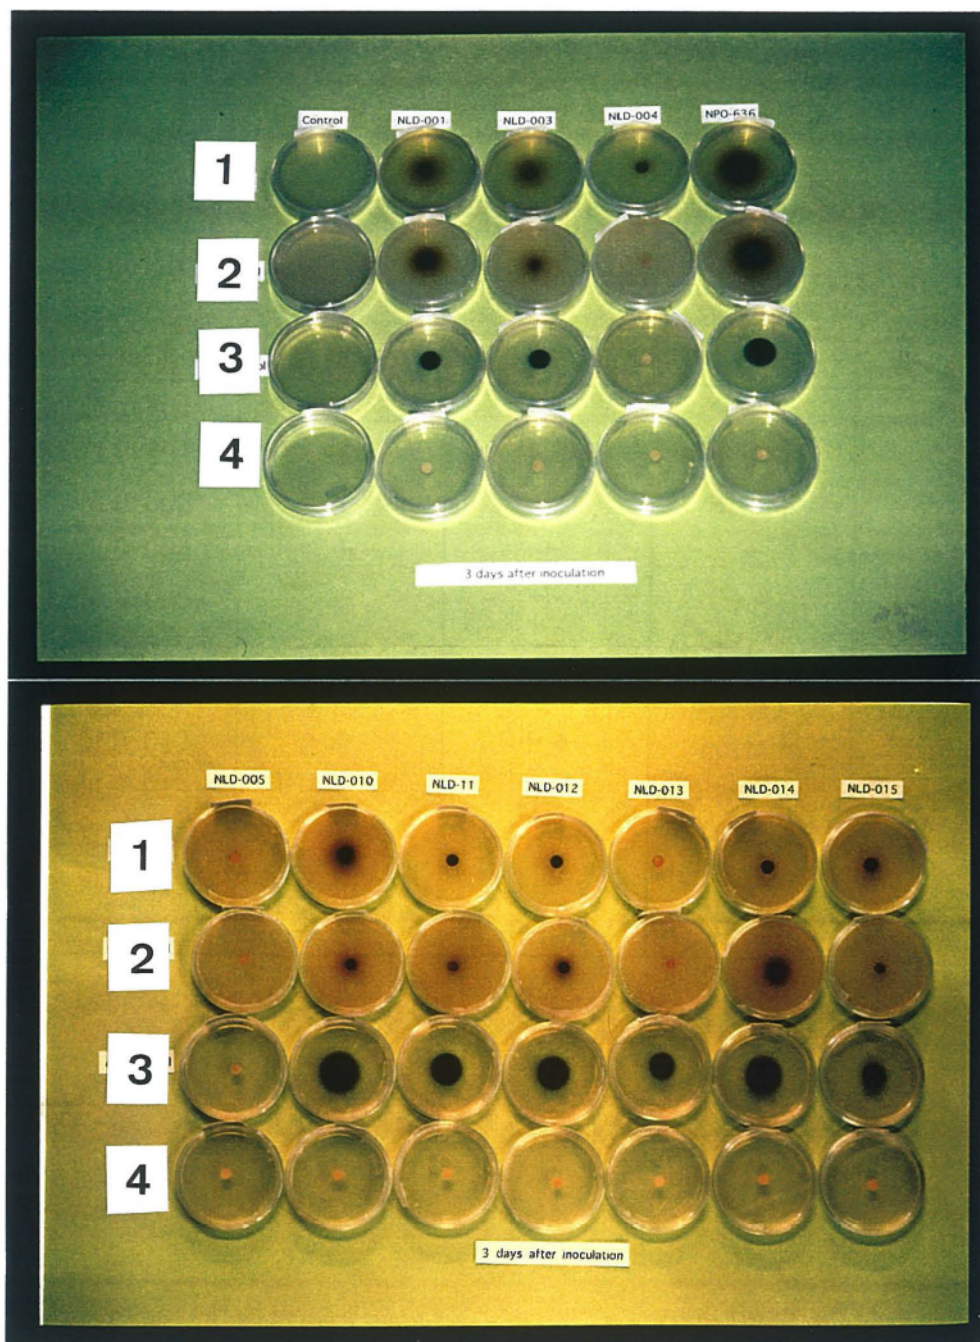 Control NLD-001 NLD-003 NLD-004 NPO-636
1
2
3
4
3 days after inoculation
NLD-005 NLD-010 NLD-11 NLD-012 NLD-013 NLD-014 NLD-015
1
2
3
4
3 days after inoculation